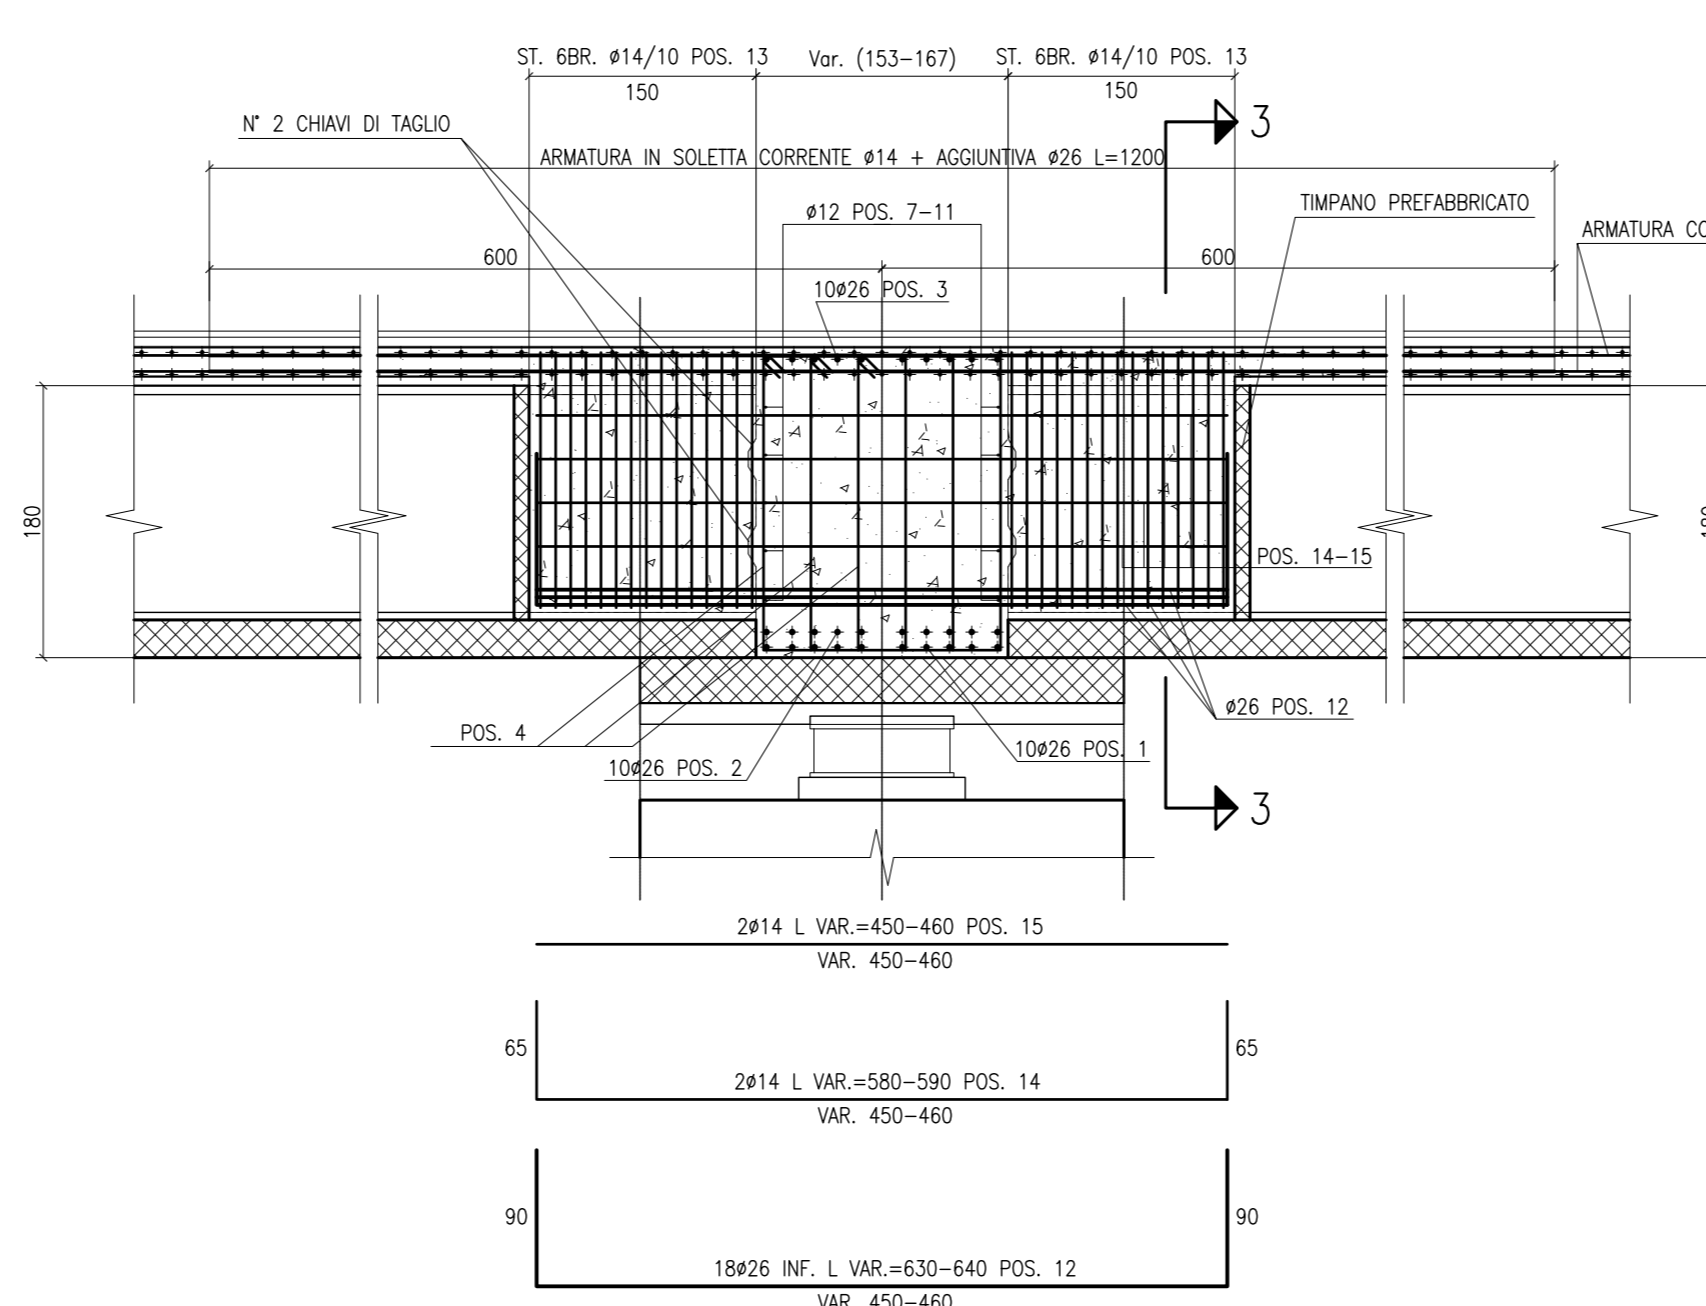 ST. 6BR. ø14/10 POS. 13
Var. (153-167)
ST. 6BR. ø14/10 POS. 13
150
150
N° 2 CHIAVI DI TAGLIO
3
ARMATURA IN SOLETTA CORRENTE ø14 + AGGIUNTIVA ø26 L=1200
TIMPANO PREFABBRICATO
ø12 POS. 7-11
ARMATURA CO
600
600
10ø26 POS. 3
180
180
POS. 14-15
POS. 4
ø26 POS. 12
10ø26 POS. 2
10ø26 POS. 1
3
2ø14 L VAR.=450-460 POS. 15
VAR. 450-460
65
65
2ø14 L VAR.=580-590 POS. 14
VAR. 450-460
90
90
18ø26 INF. L VAR.=630-640 POS. 12
VAR. 450-460